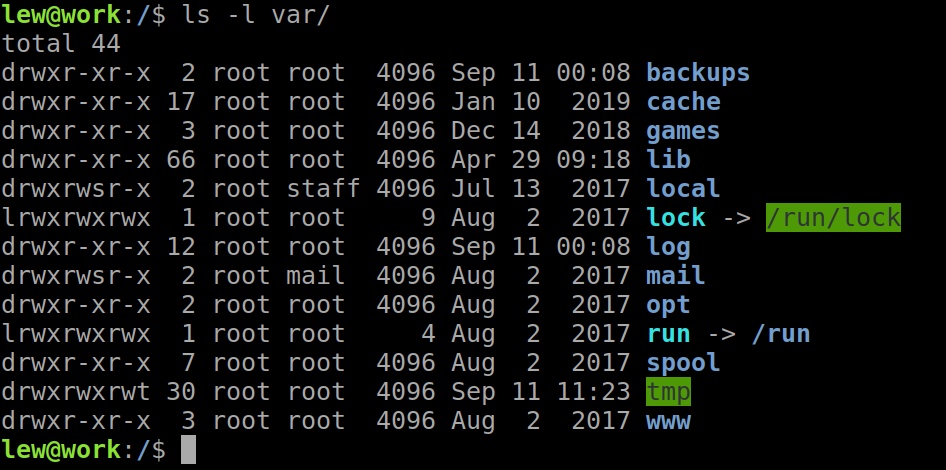 lew@work:/$ ls -l var/
total 44
drwxr-xr-x  2 root root  4096 Sep 11 00:08 backups
drwxr-xr-x 17 root root  4096 Jan 10  2019 cache
drwxr-xr-x  3 root root  4096 Dec 14  2018 games
drwxr-xr-x 66 root root  4096 Apr 29 09:18 lib
drwxrwsr-x  2 root staff 4096 Jul 13  2017 local
lrwxrwxrwx  1 root root     9 Aug  2  2017 lock -> /run/lock
drwxr-xr-x 12 root root  4096 Sep 11 00:08 log
drwxrwsr-x  2 root mail  4096 Aug  2  2017 mail
drwxr-xr-x  2 root root  4096 Aug  2  2017 opt
lrwxrwxrwx  1 root root     4 Aug  2  2017 run -> /run
drwxr-xr-x  7 root root  4096 Aug  2  2017 spool
drwxrwxrwt 30 root root  4096 Sep 11 11:23 tmp
drwxr-xr-x  3 root root  4096 Aug  2  2017 www
lew@work:/$